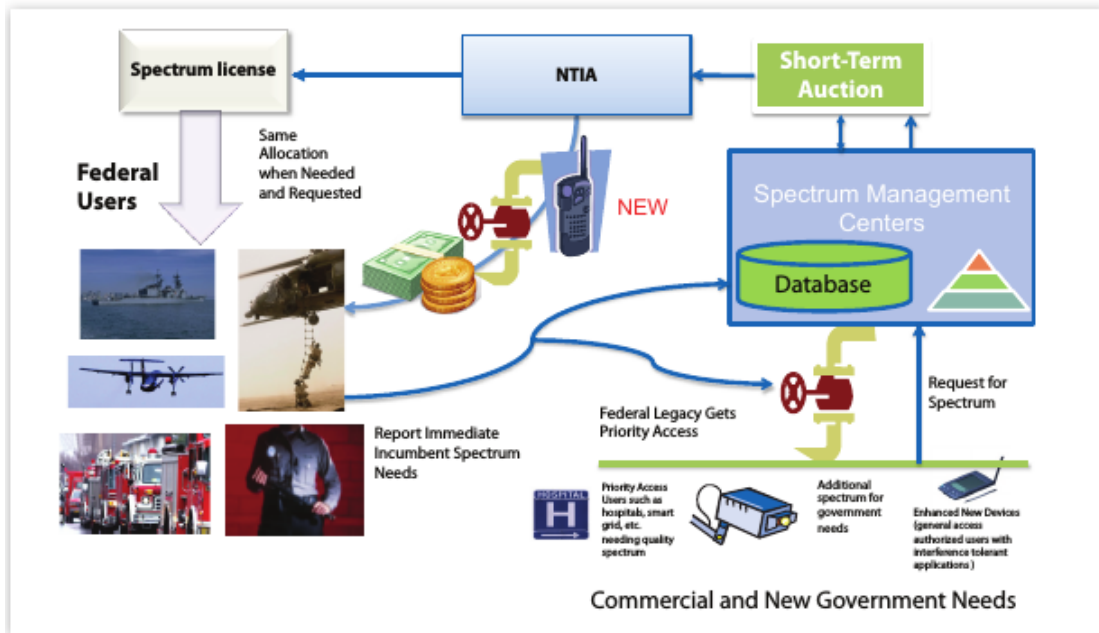 Spectrum license
NTIA
Short-Term
Auction
Same
Allocation
when Needed
and Requested
Federal
Users
NEW
Spectrum Management
Centers
Database
Request for
Spectrum
Federal Legacy Gets
Priority Access
Report Immediate
Incumbent Spectrum
Needs
HOSPITAL
H
Priority Access
Users such as
hospitals, smart
grid, etc.
needing quality
spectrum
Additional
spectrum for
government
needs
Enhanced New Devices
(general access
authorized users with
interference tolerant
applications )
Commercial and New Government Needs